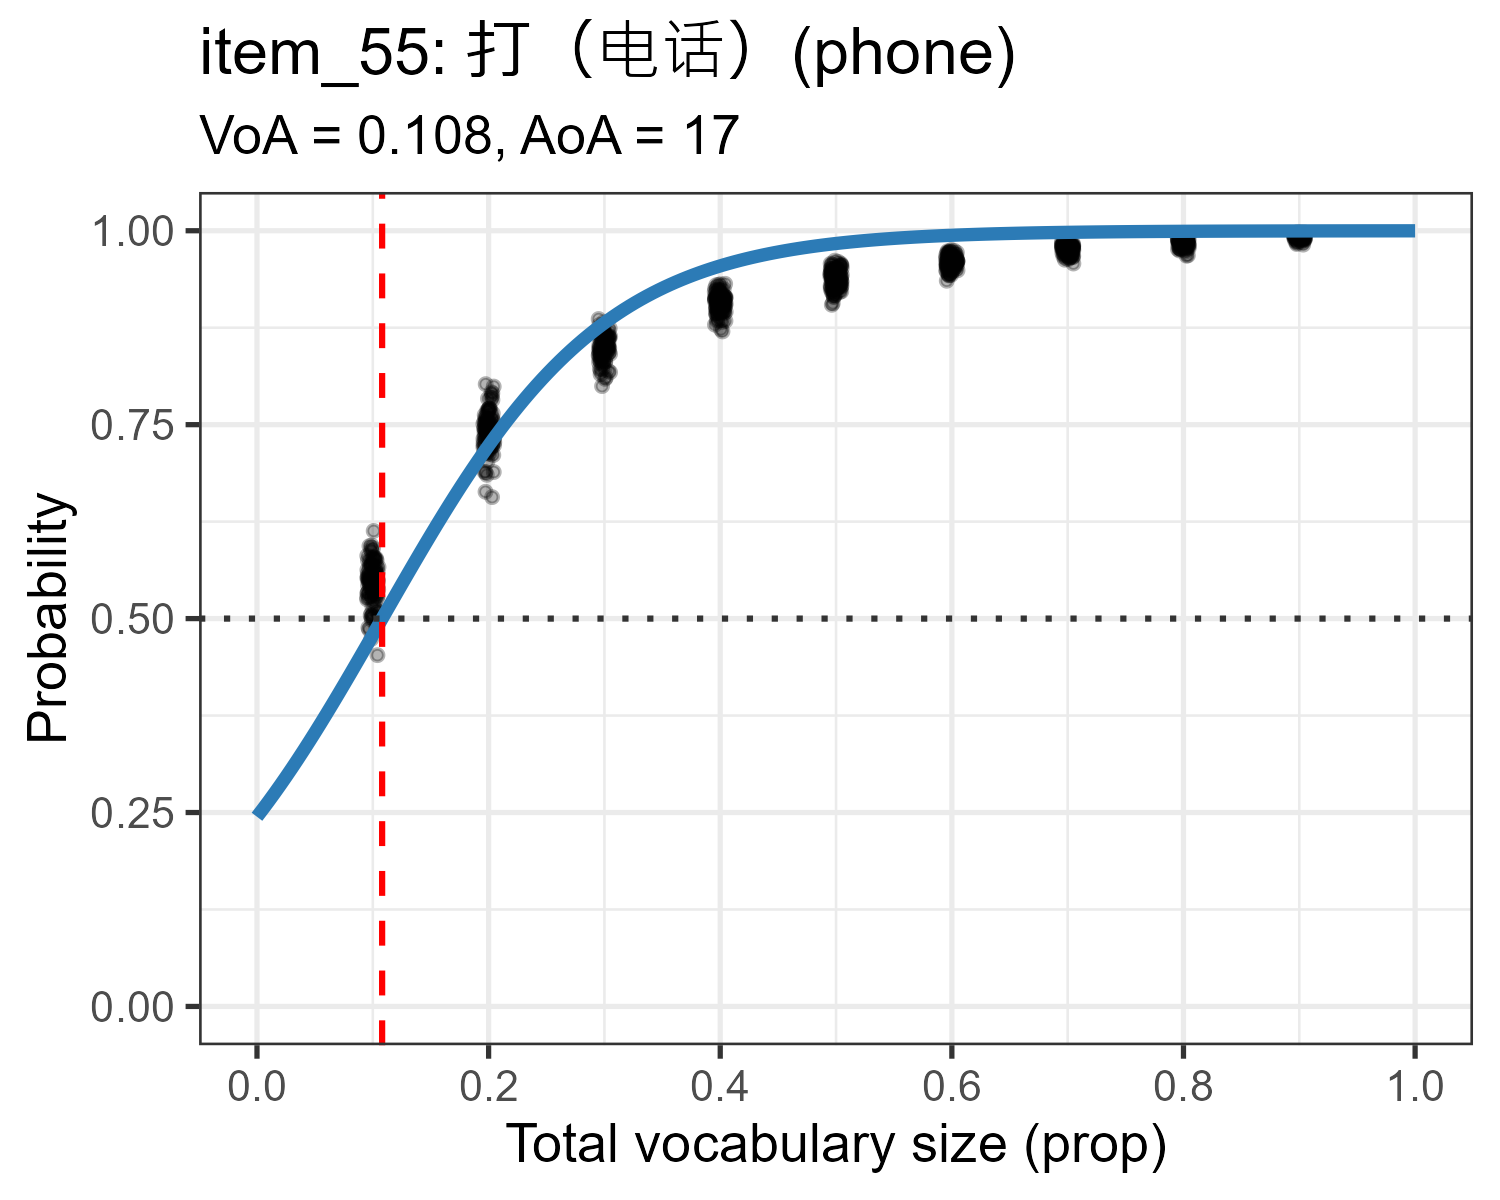 item_55: 打（电话）(phone)
VoA = 0.108, AoA = 17
1.00
0.75
0.50
0.25
0.00
Probability
0.0 0.2 0.4 0.6 0.8 1.0
Total vocabulary size (prop)